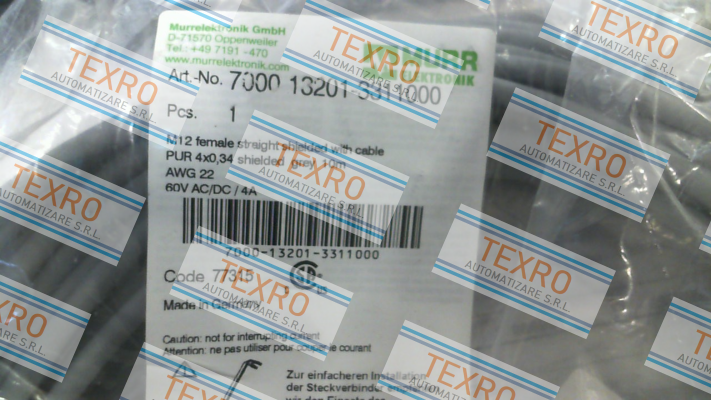 Murrelektronik GmbH
D-71570 Oppenweiler
Tel.: +49 7191 -470
www.murrelektronik.com
MURR
ELEKTRONIK
Art.-No. 7000 13201-3311000
Pcs. 1
M12 female straight shielded with cable
PUR 4x0,34 shielded grey, 10m
AWG 22
60V AC/DC / 4A
7000-13201-3311000
Code 77315
Made in Germany
Caution: not for interrupting current
Attention: ne pas utiliser pour couper le courant
Zur einfacheren Installation
der Steckverbinder
TEXRO
AUTOMATIZARE S.R.L.